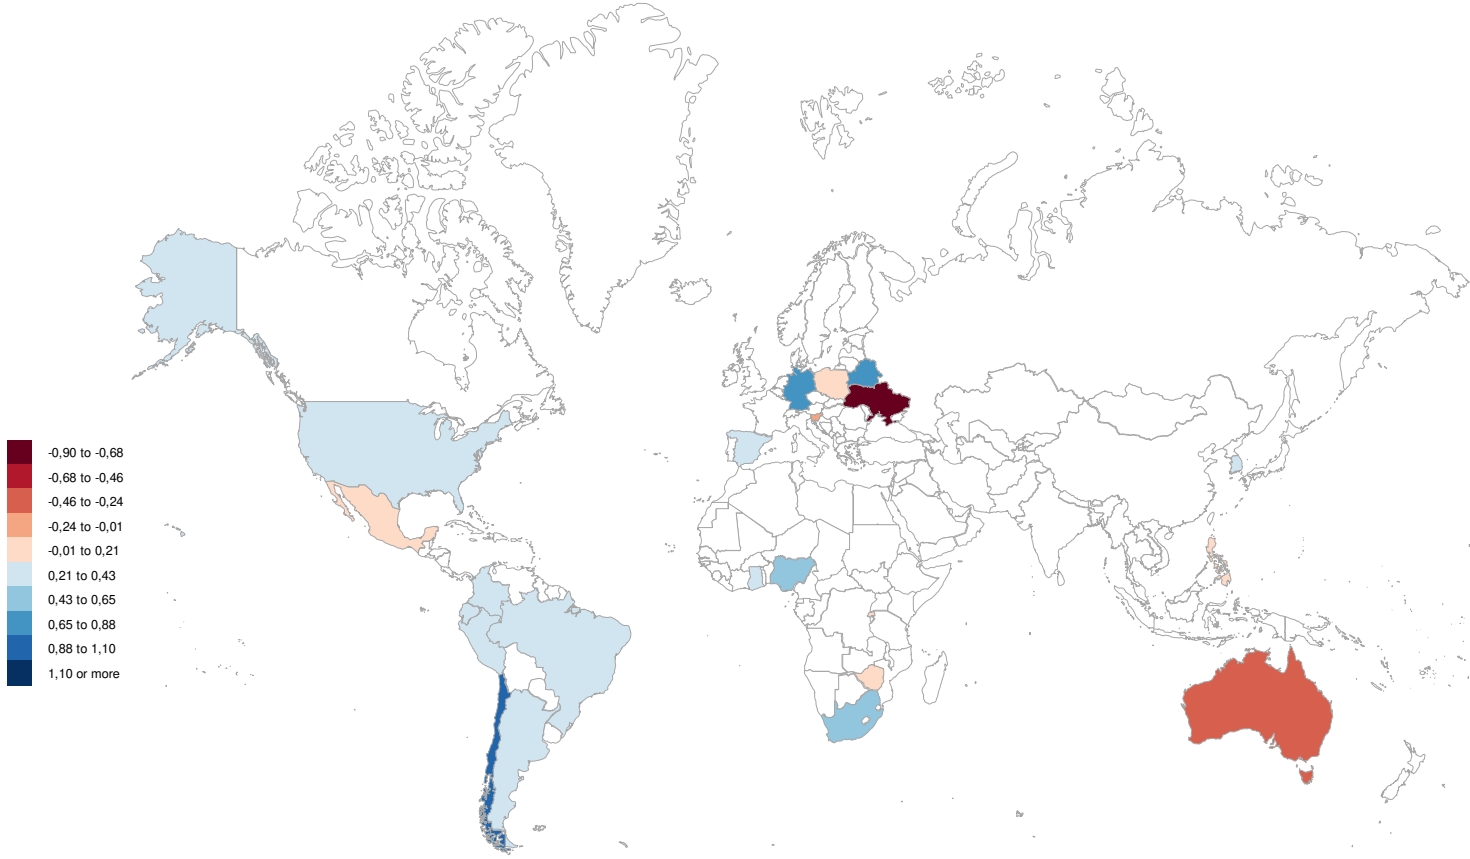 -0,90 to -0,68
-0,68 to -0,46
-0,46 to -0,24
-0,24 to -0,01
-0,01 to 0,21
0,21 to 0,43
0,43 to 0,65
0,65 to 0,88
0,88 to 1,10
1,10 or more